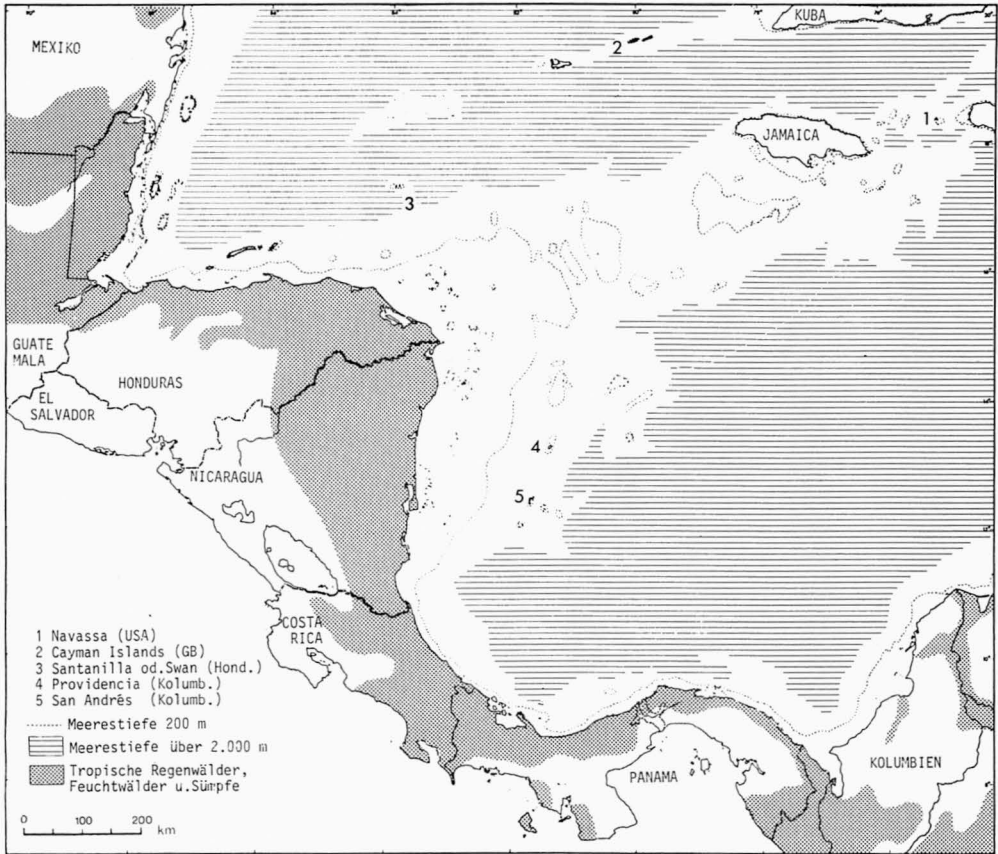 KUBA
MEXIKO
2
1
JAMAICA
3
GUATE
MALA
HONDURAS
EL
SALVADOR
4
NICARAGUA
5
COSTA
RICA
1 Navassa (USA)
2 Cayman Islands (GB)
3 Santanilla od.Swan (Hond.)
4 Providencia (Kolumb.)
5 San Andrés (Kolumb.)
Meerestiefe 200 m
Meerestiefe über 2.000 m
Tropische Regenwälder,
Feuchtwälder u.Sümpfe
KOLUMBIEN
PANAMA
0 100 200
km